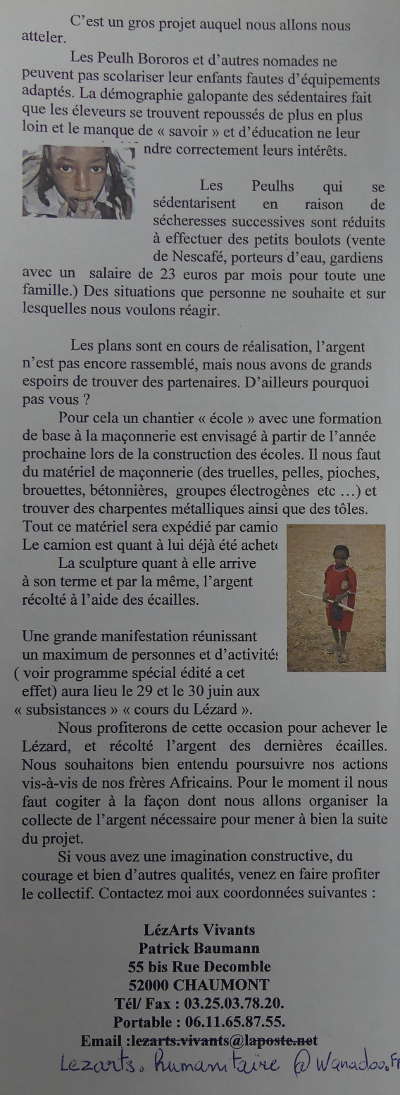 C'est un gros projet auquel nous allons nous
atteler.
Les Peulh Bororos et d'autres nomades ne
peuvent pas scolariser leur enfants fautes d'équipements
adaptés. La démographie galopante des sédentaires fait
que les éleveurs se trouvent repoussés de plus en plus
loin et le manque de « savoir » et d'éducation ne leur
ndre correctement leurs intérêts.
Les Peulhs qui se
sédentarisent en raison de
sécheresses successives sont réduits
à effectuer des petits boulots (vente
de Nescafé, porteurs d'eau, gardiens
avec un salaire de 23 euros par mois pour toute une
famille.) Des situations que personne ne souhaite et sur
lesquelles nous voulons réagir.
Les plans sont en cours de réalisation, l'argent
n'est pas encore rassemblé, mais nous avons de grands
espoirs de trouver des partenaires. D'ailleurs pourquoi
pas vous ?
Pour cela un chantier « école » avec une formation
de base à la maçonnerie est envisagé à partir de l'année
prochaine lors de la construction des écoles. Il nous faut
du matériel de maçonnerie (des truelles, pelles, pioches,
brouettes, bétonnières, groupes électrogènes etc …) et
trouver des charpentes métalliques ainsi que des tôles.
Tout ce matériel sera expédié par camio
Le camion est quant à lui déjà été acheté
La sculpture quant à elle arrive
à son terme et par la même, l'argent
récolté à l'aide des écailles.
Une grande manifestation réunissant
un maximum de personnes et d'activités
( voir programme spécial édité a cet
effet) aura lieu le 29 et le 30 juin aux
« subsistances » « cours du Lézard ».
Nous profiterons de cette occasion pour achever le
Lézard, et récolté l'argent des dernières écailles.
Nous souhaitons bien entendu poursuivre nos actions
vis-à-vis de nos frères Africains. Pour le moment il nous
faut cogiter à la façon dont nous allons organiser la
collecte de l'argent nécessaire pour mener à bien la suite
du projet.
Si vous avez une imagination constructive, du
courage et bien d'autres qualités, venez en faire profiter
le collectif. Contactez moi aux coordonnées suivantes :
LézArts Vivants
Patrick Baumann
55 bis Rue Decomble
52000 CHAUMONT
Tél/ Fax : 03.25.03.78.20.
Portable : 06.11.65.87.55.
Email :lezarts.vivants@laposte.net
Lezarts.humanitaire@wanadoo.Fr